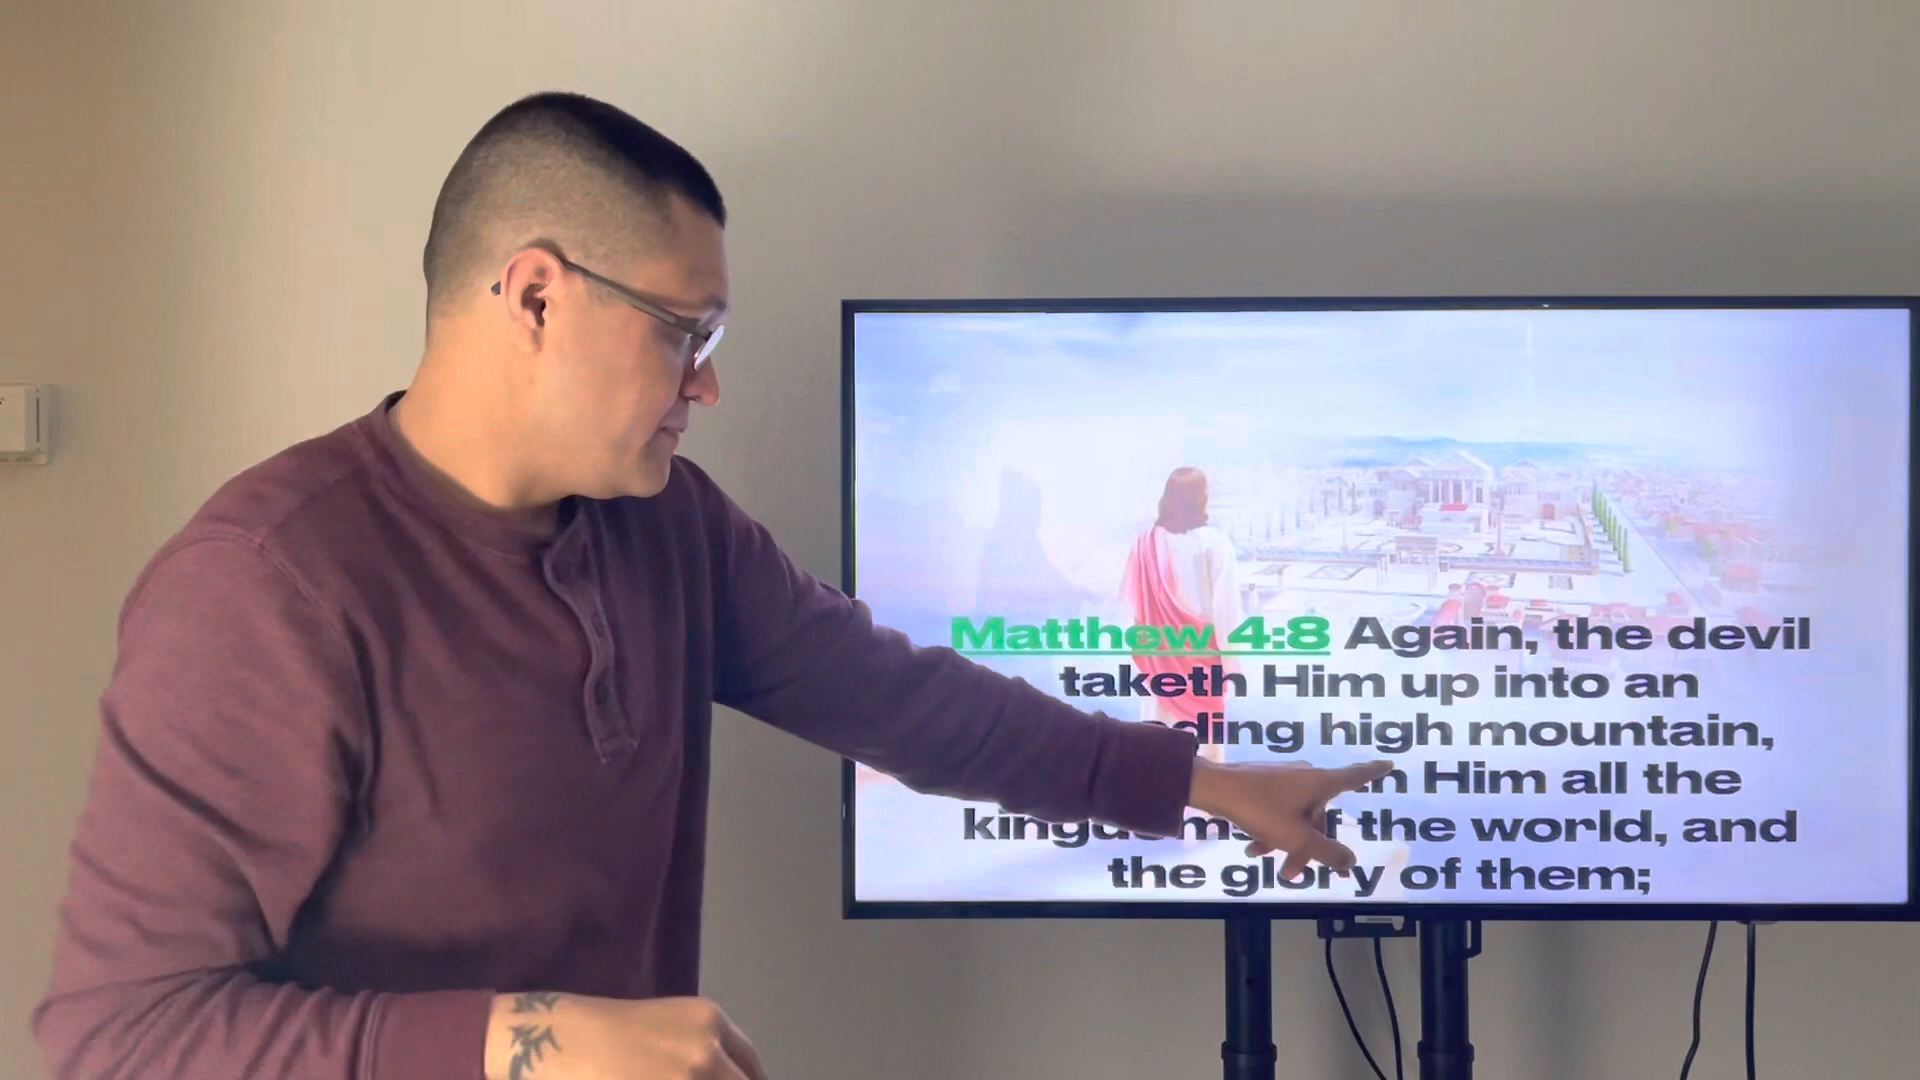 Matthew 4:8 Again, the devil
taketh Him up into an
high mountain,
Him all the
of the world, and
the glory of them;